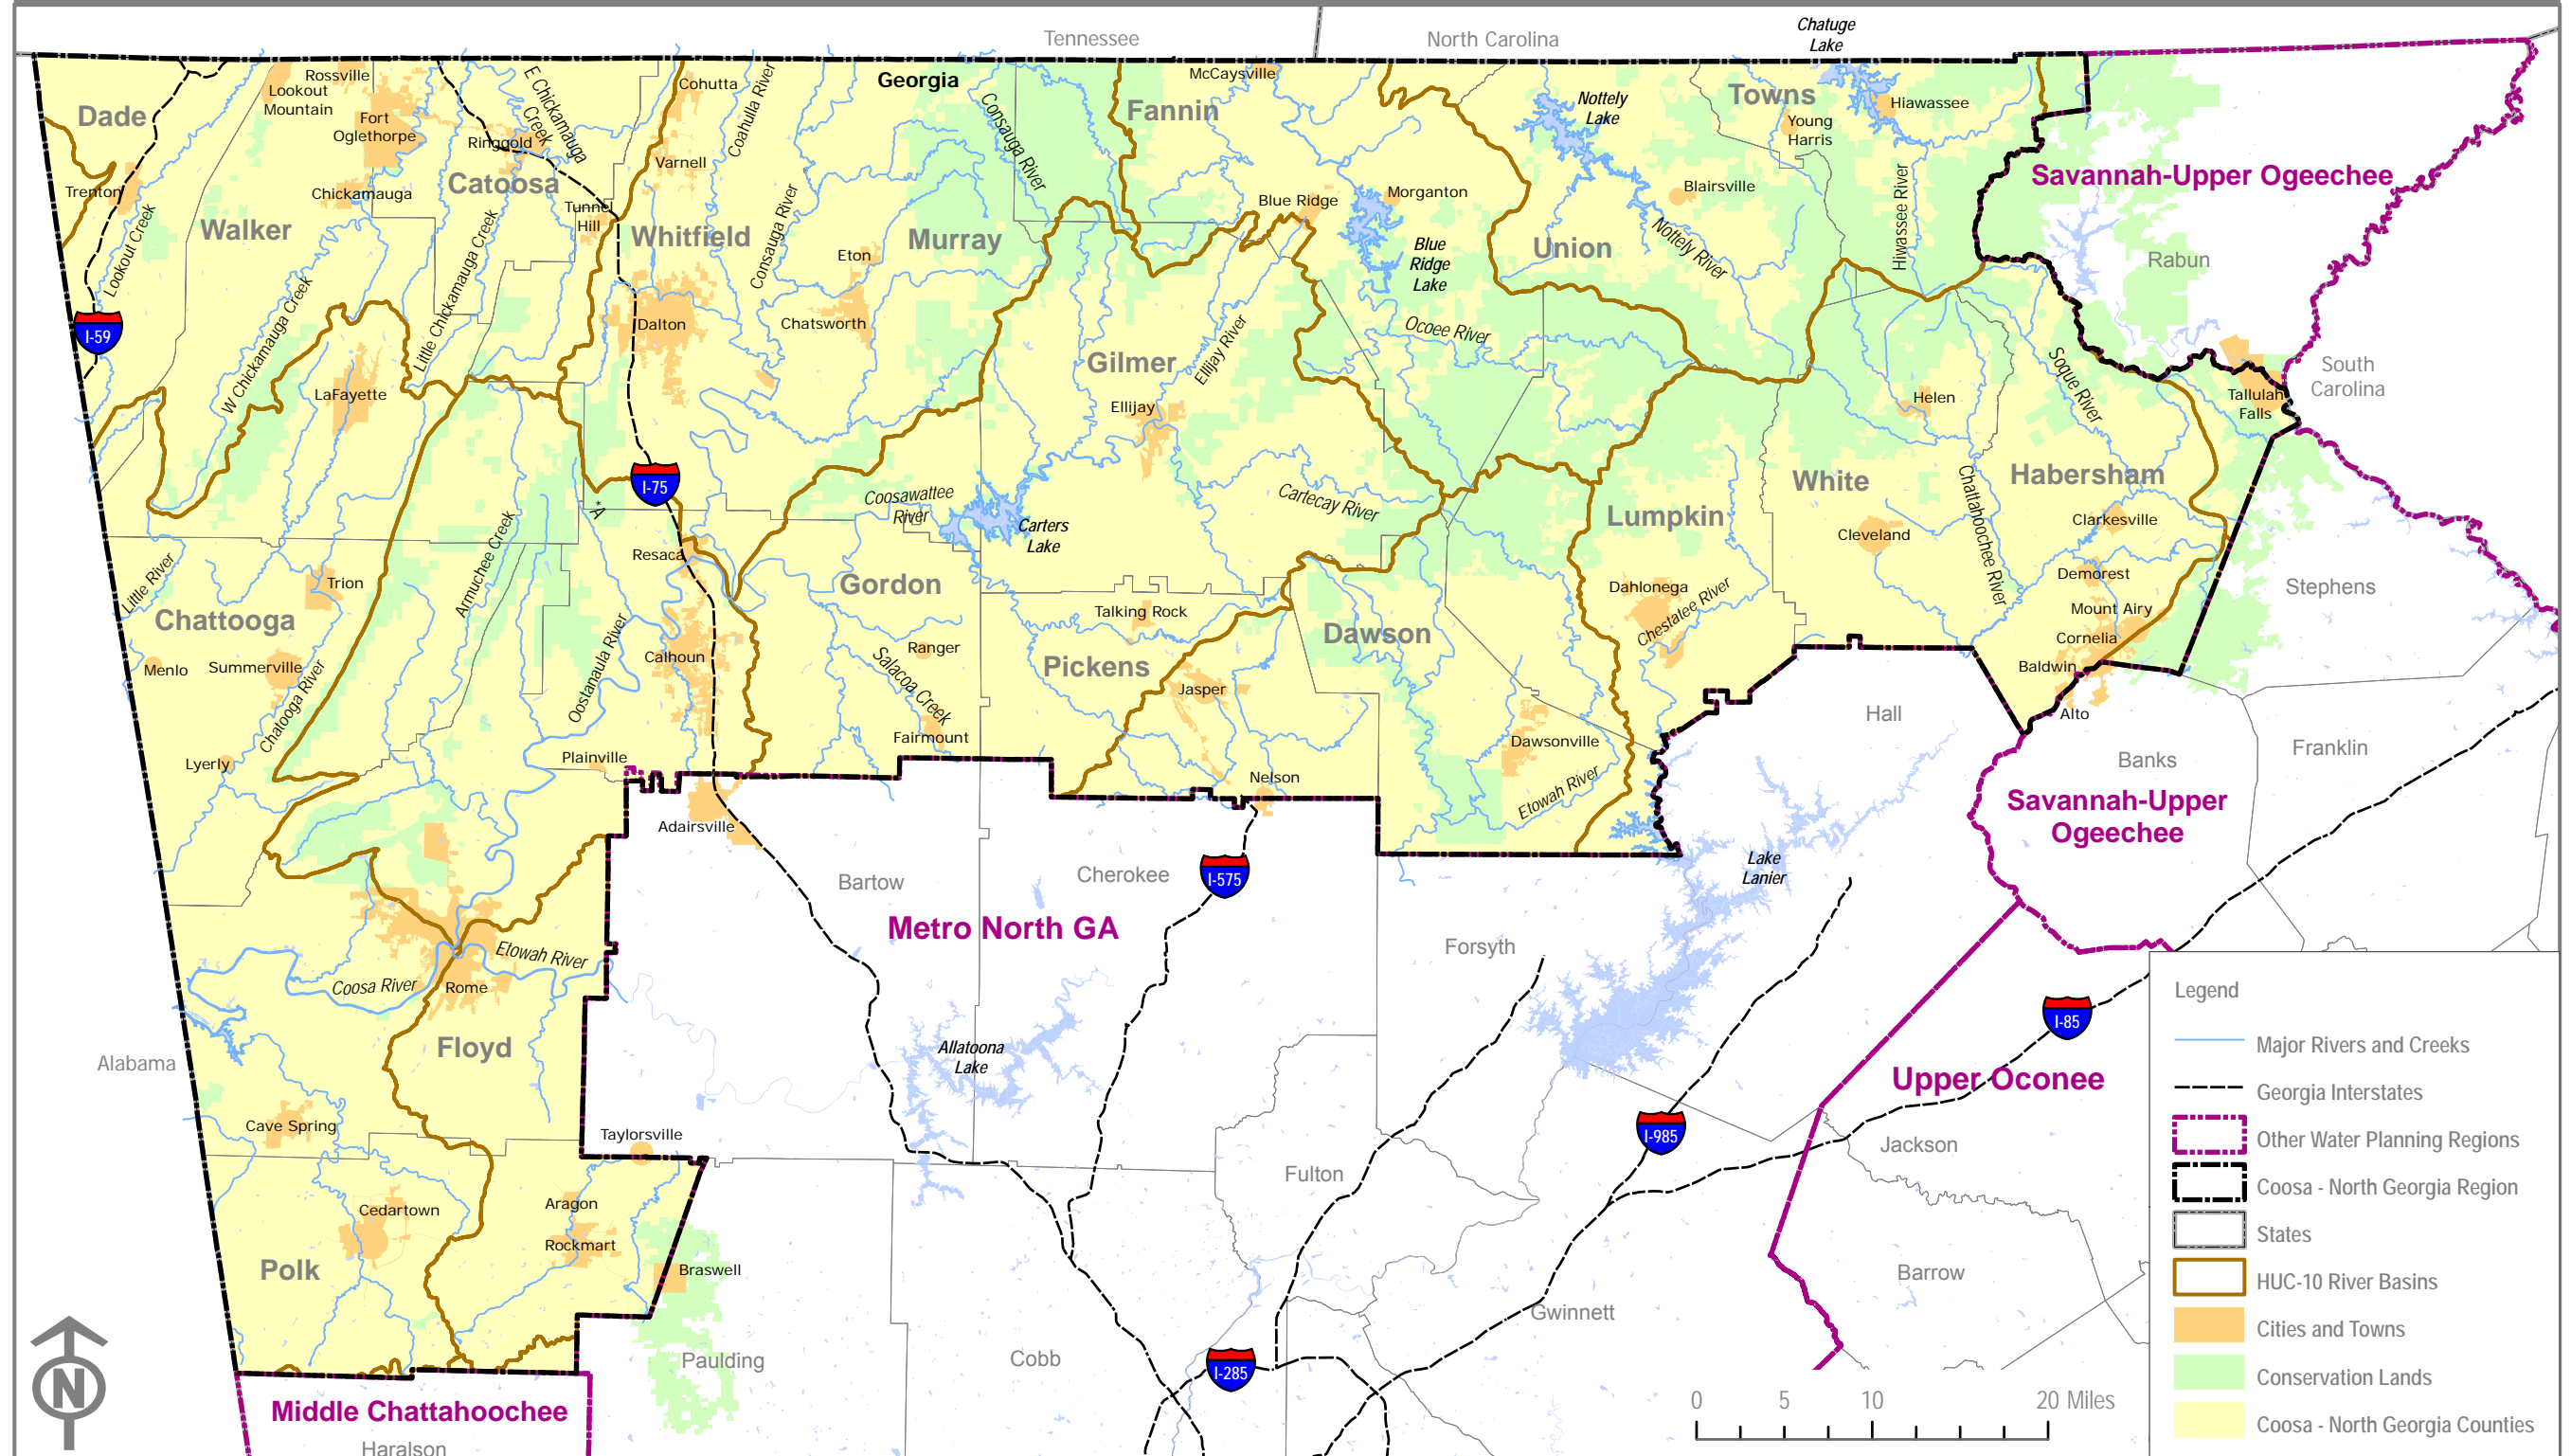 Tennessee
North Carolina
Chatuge
Lake
Georgia
Rossville
Lookout
Mountain
Dade
Fort
Oglethorpe
E Chickamauga
Creek
Ringgold
Cohutta
Coahulla River
Consauga River
McCaysville
Fannin
Nottely
Lake
Towns
Hiawassee
Young
Harris
Trenton
Chickamauga
Catoosa
Varnell
Tunnel
Hill
Walker
Whitfield
Consauga River
Murray
Eton
Blue Ridge
Morganton
Blue
Ridge
Lake
Blairsville
Union
Nottely River
Hiwassee River
Savannah-Upper Ogeechee
Rabun
Lookout Creek
I-59
W Chickamauga Creek
Little Chickamauga Creek
LaFayette
Dalton
Chatsworth
Gilmer
Ellijay River
Ellijay
Ocoee River
Helen
Soque River
Tallulah
Falls
South
Carolina
I-75
*A
Coosawattee
River
Carters
Lake
Cartecay River
Lumpkin
White
Cleveland
Chattahoochee River
Habersham
Clarkesville
Demorest
Mount Airy
Cornelia
Baldwin
Alto
Stephens
Little River
Trion
Armuchee Creek
Resaca
Gordon
Talking Rock
Dahlonega
Chestatee River
Chattooga
Menlo
Summerville
Chatooga River
Lyerly
Oostanaula River
Calhoun
Plainville
Ranger
Salacoa Creek
Fairmount
Pickens
Jasper
Nelson
Dawson
Dawsonville
Etowah River
Hall
Banks
Franklin
Savannah-Upper
Ogeechee
Adairsville
Bartow
Cherokee
I-575
Lake
Lanier
Metro North GA
Forsyth
Etowah River
Coosa River
Rome
Floyd
Alabama
Allatoona
Lake
I-85
Upper Oconee
Cave Spring
Taylorsville
I-985
Jackson
Fulton
Cedartown
Aragon
Rockmart
Polk
Braswell
Barrow
Gwinnett
Paulding
Cobb
I-285
Middle Chattahoochee
Haralson
N
Legend
Major Rivers and Creeks
Georgia Interstates
Other Water Planning Regions
Coosa - North Georgia Region
States
HUC-10 River Basins
Cities and Towns
Conservation Lands
Coosa - North Georgia Counties
0 5 10 20 Miles